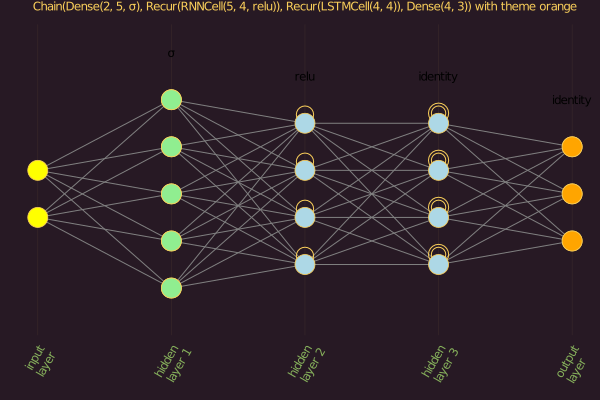 Chain(Dense(2, 5, σ), Recur(RNNCell(5, 4, relu)), Recur(LSTMCell(4, 4)), Dense(4, 3)) with theme orange
σ
relu
identity
identity
input
layer
hidden
layer 1
hidden
layer 2
hidden
layer 3
output
layer